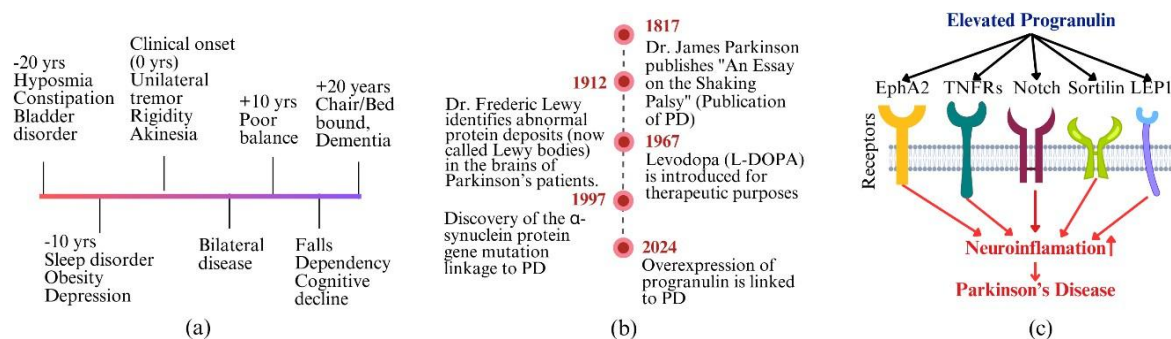 -20 yrs
Hyposmia
Constipation
Bladder
disorder
Clinical onset
(0 yrs)
Unilateral
tremor
Rigidity
Akinesia
+10 yrs
Poor
balance
+20 years
Chair/Bed
bound,
Dementia
-10 yrs
Sleep disorder
Obesity
Depression
Bilateral
disease
Falls
Dependency
Cognitive
decline
(a)
1817
Dr. James Parkinson
publishes "An Essay
on the Shaking
Palsy" (Publication
of PD)
1912
Dr. Frederic Lewy
identifies abnormal
protein deposits (now
called Lewy bodies)
in the brains of
Parkinson's patients.
1967
Levodopa (L-DOPA)
is introduced for
therapeutic purposes
1997
Discovery of the α-
synuclein protein
gene mutation
linkage to PD
2024
Overexpression of
progranulin is linked
to PD
(b)
Elevated Progranulin
EphA2 TNFRs Notch Sortilin LEP1
Receptors
Neuroinflamation
Parkinson's Disease
(c)